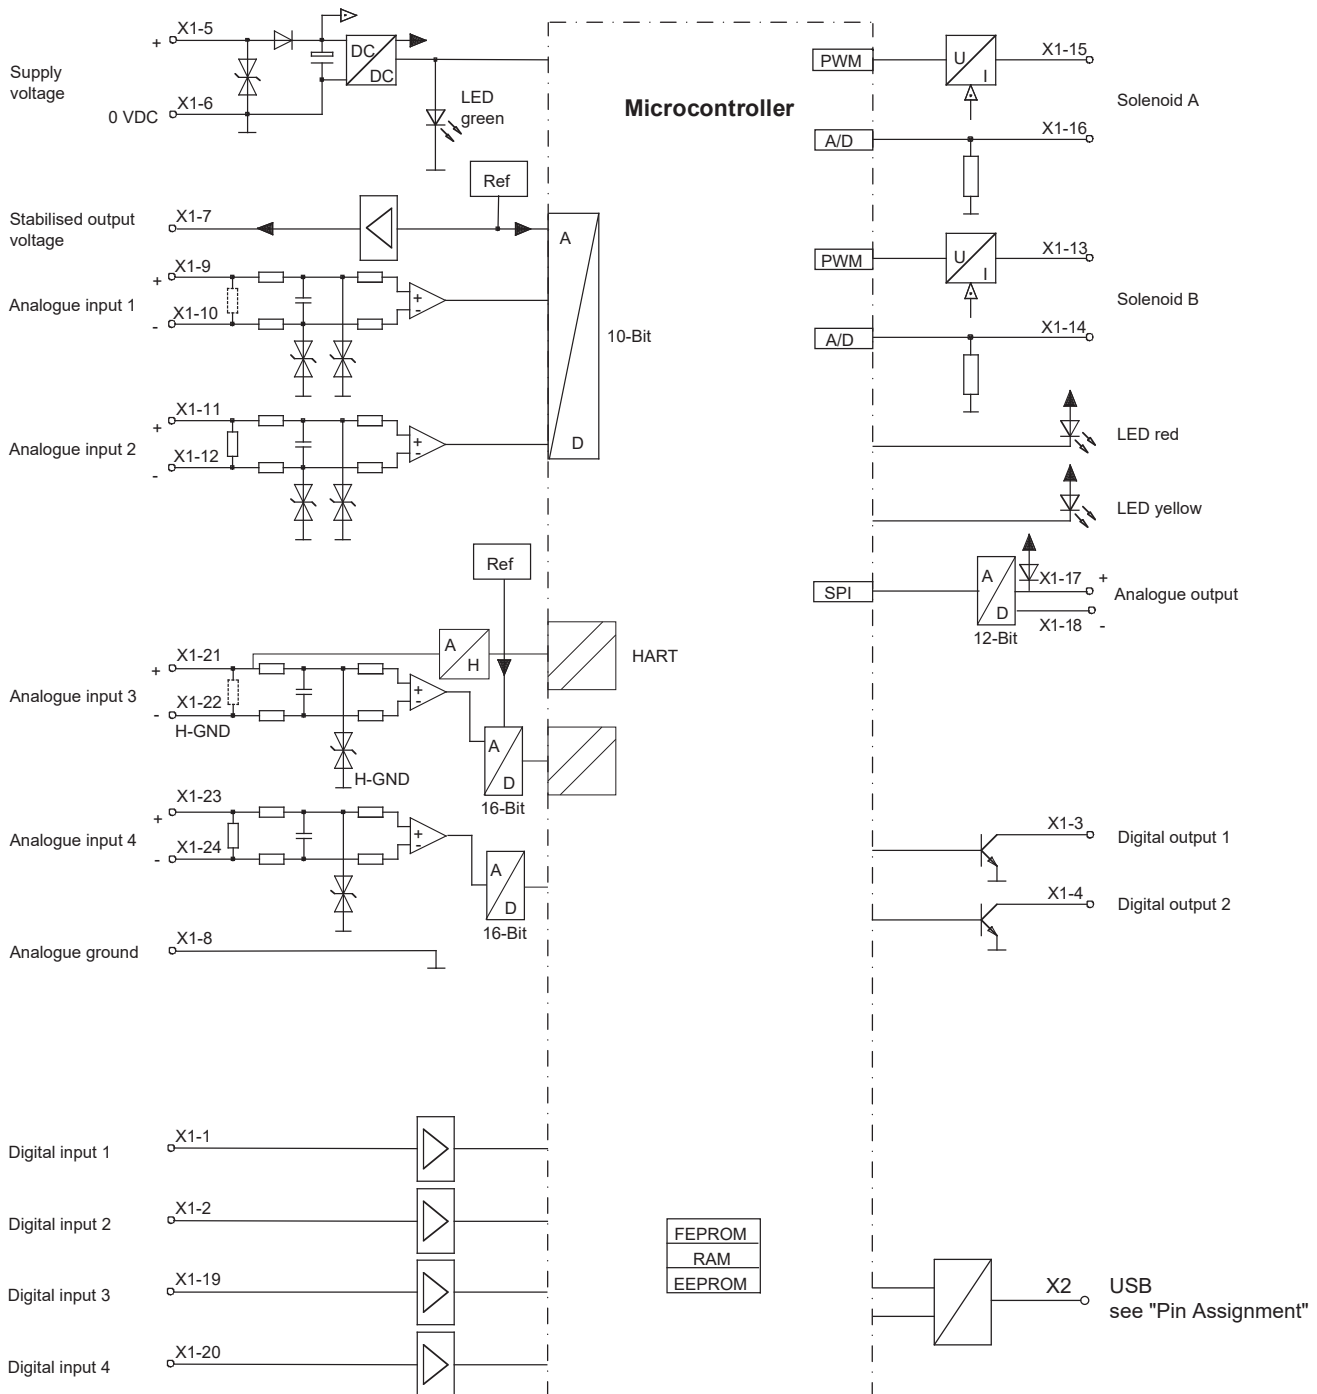 X1-5
+
Supply
voltage
X1-6
0 VDC
DC
DC
LED
green
Microcontroller
PWM
U
I
X1-15
Solenoid A
A/D
X1-16
Ref
Stabilised output
voltage
X1-7
A
D
10-Bit
X1-9
+
Analogue input 1
X1-10
-
+
-
PWM
U
I
X1-13
Solenoid B
A/D
X1-14
X1-11
+
Analogue input 2
X1-12
-
+
-
LED red
LED yellow
Ref
SPI
A
D
12-Bit
X1-17
+
Analogue output
X1-18
-
A
H
HART
X1-21
+
Analogue input 3
X1-22
-
H-GND
+
-
H-GND
A
D
16-Bit
X1-23
+
Analogue input 4
X1-24
-
+
-
A
D
16-Bit
X1-3
Digital output 1
X1-4
Digital output 2
Analogue ground
X1-8
Digital input 1
X1-1
Digital input 2
X1-2
Digital input 3
X1-19
Digital input 4
X1-20
FEPROM
RAM
EEPROM
X2
USB
see "Pin Assignment"